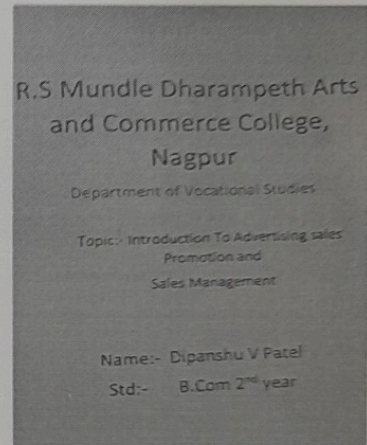 R.S Mundle Dharampeth Arts
and Commerce College,
Nagpur
Department of Vocational Studies
Topic:- Introduction To Advertising sales
Promotion and
Sales Management
Name:- Dipanshu V Patel
Std:- B.Com 2nd year